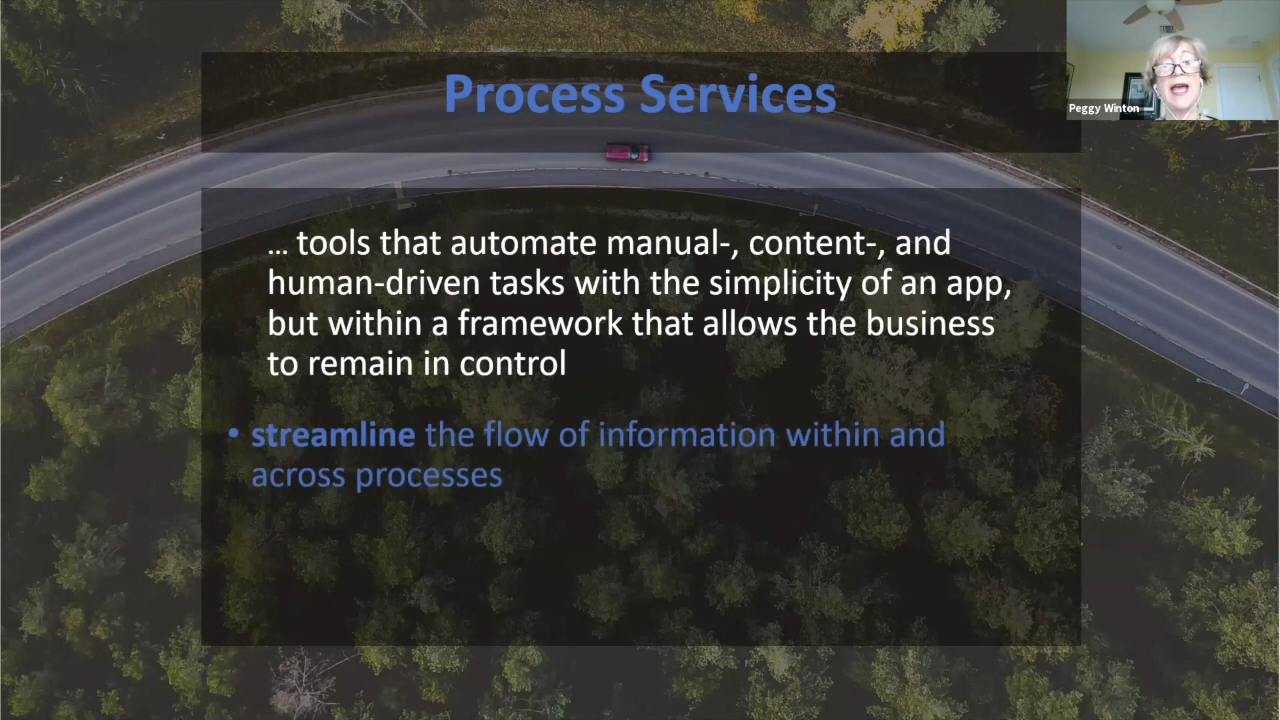 Process Services
Peggy Winton
... tools that automate manual-, content-, and
human-driven tasks with the simplicity of an app,
but within a framework that allows the business
to remain in control
• streamline the flow of information within and
across processes